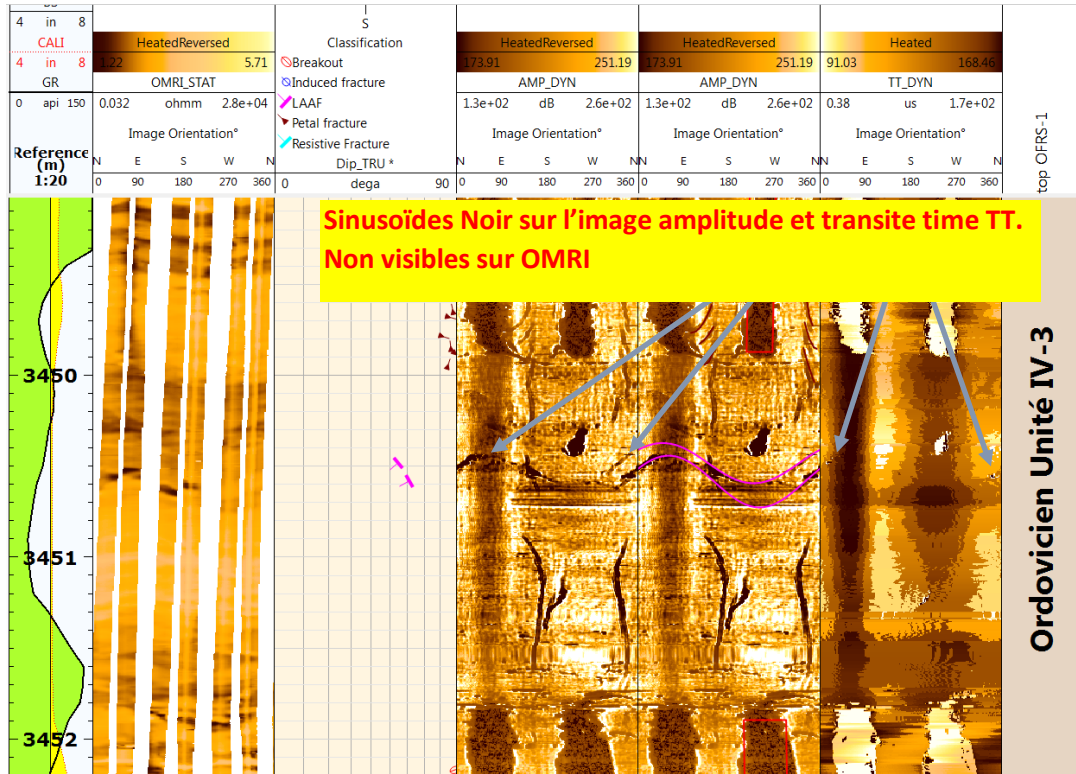 4 in 8
CALI
4 in 8
GR
0 api 150
Reference
(m)
1:20
HeatedReversed
1.22 5.71
OMRI_STAT
0.032 ohmm 2.8e+04
Image Orientation°
N E S W N
0 90 180 270 360
S
Classification
Breakout
Induced fracture
LAAF
Petal fracture
Resistive Fracture
Dip_TRU *
0 dega 90
HeatedReversed
173.91 251.19
AMP_DYN
1.3e+02 dB 2.6e+02
Image Orientation°
N E S W N
0 90 180 270 360
HeatedReversed
173.91 251.19
AMP_DYN
1.3e+02 dB 2.6e+02
Image Orientation°
N E S W N
0 90 180 270 360
Heated
91.03 168.46
TT_DYN
0.38 us 1.7e+02
Image Orientation°
N E S W N
0 90 180 270 360
top OFRS-1
Sinusoïdes Noir sur l’image amplitude et transite time TT.
Non visibles sur OMRI
3450
3451
3452
Ordovicien Unité IV-3